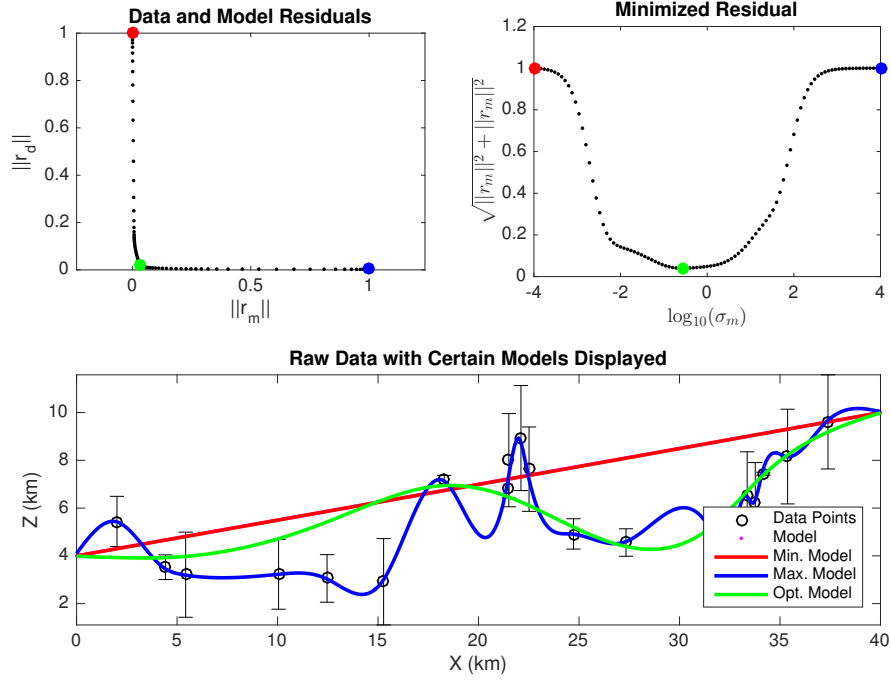 Data and Model Residuals
1
0.8
0.6
0.4
0.2
0
0
0.5
1
||r_d||
||r_m||
Minimized Residual
1.2
1
0.8
0.6
0.4
0.2
0
-4
-2
0
2
4
√||r_m||² + ||r_m||²
log₁₀(σ_m)
Raw Data with Certain Models Displayed
10
8
6
4
2
0
5
10
15
20
25
30
35
40
Z (km)
X (km)
Data Points
Model
Min. Model
Max. Model
Opt. Model